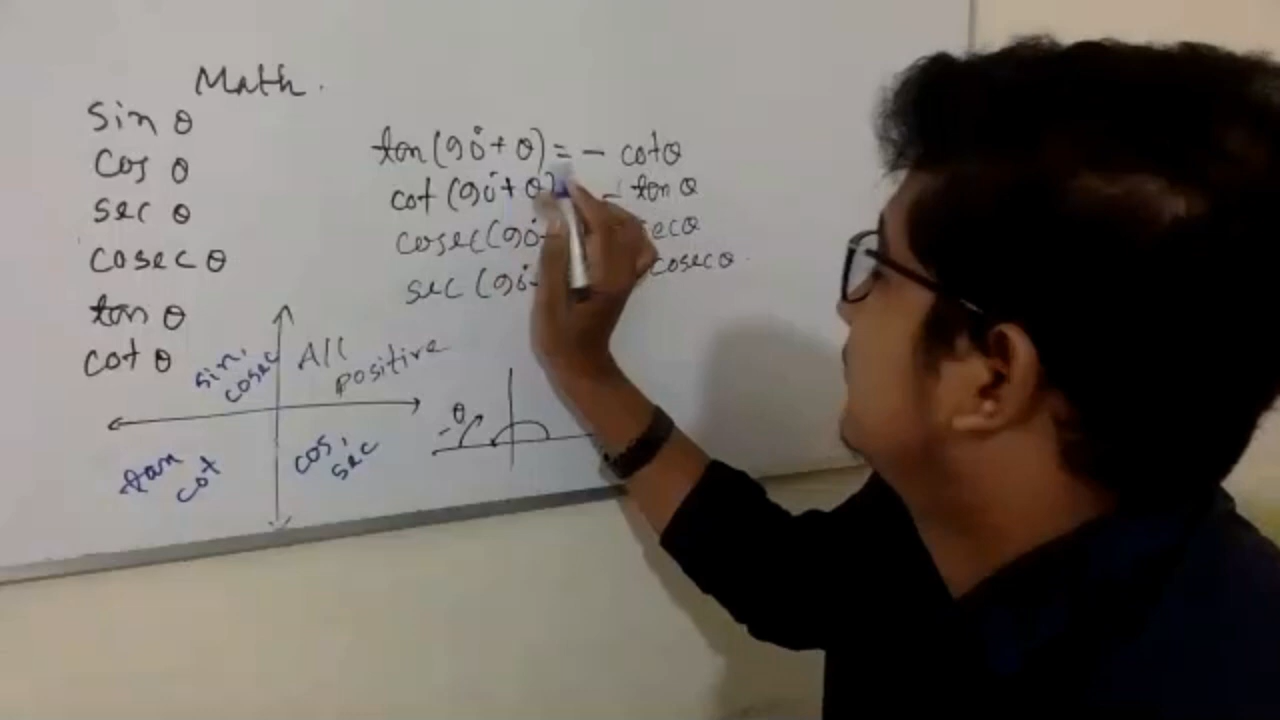 Math.
sin θ
cos θ
sec θ
cosec θ
tan θ
cot θ
tan (90° + θ) = - cot θ
cot (90° + θ) - tan θ
cosec (90° sec θ
sec (90° cosec θ
sin, cosec
All positive
tan cot
cos, sec
- θ